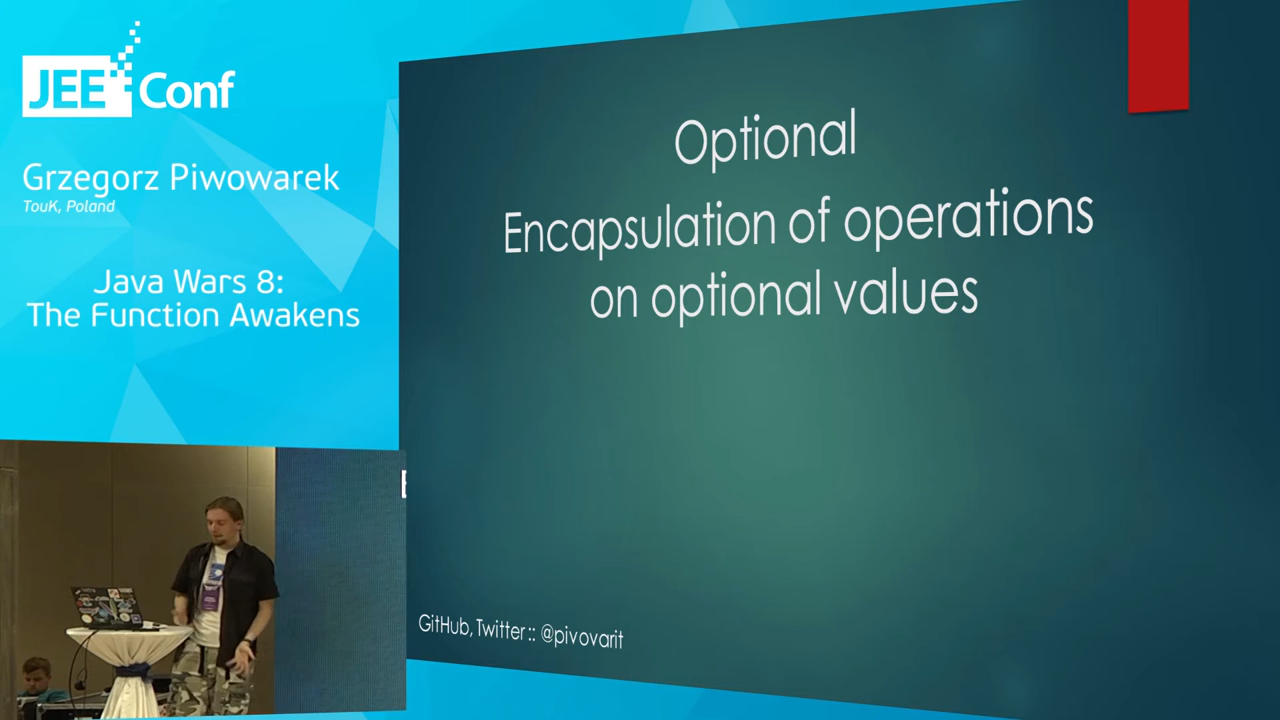 JEE Conf
Grzegorz Piwowarek
TouK, Poland
Java Wars 8:
The Function Awakens
Optional
Encapsulation of operations
on optional values
GitHub, Twitter :: @pivovarit